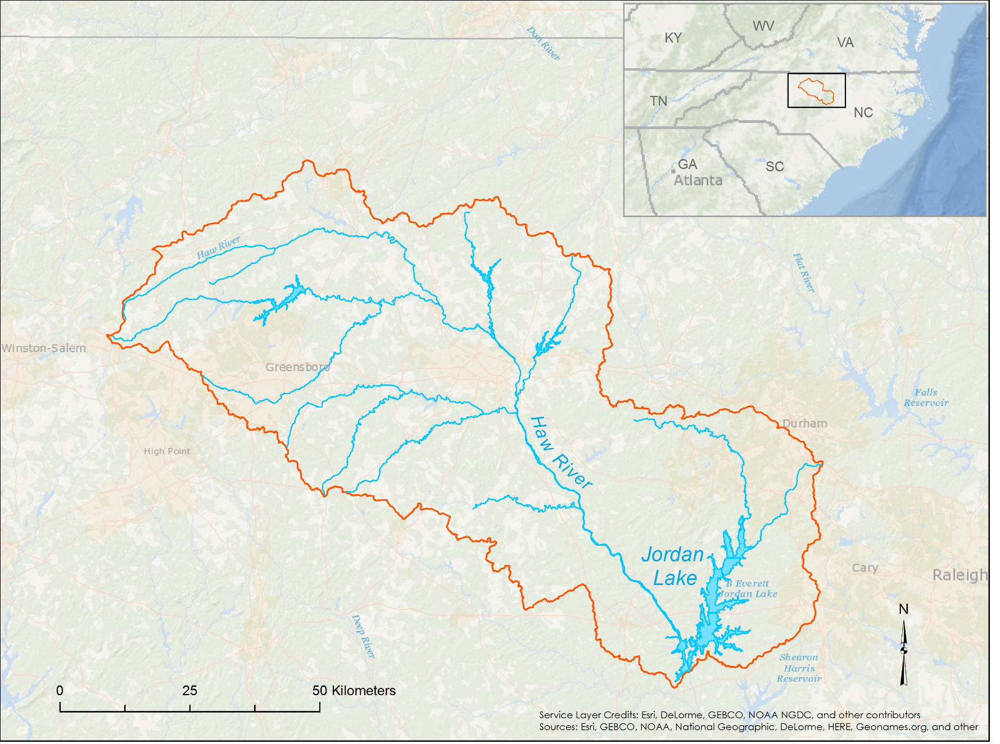 Dan River
KY
WV
VA
TN
NC
GA
Atlanta
SC
Haw River
Flat River
Winston-Salem
Greensboro
Falls
Reservoir
Durham
Haw River
High Point
Jordan
Lake
B Everett
Jordan Lake
Cary
Raleigh
N
Deep River
Shearon
Harris
Reservoir
0 25 50 Kilometers
Service Layer Credits: Esri, DeLorme, GEBCO, NOAA NGDC, and other contributors
Sources: Esri, GEBCO, NOAA, National Geographic, DeLorme, HERE, Geonames.org, and other